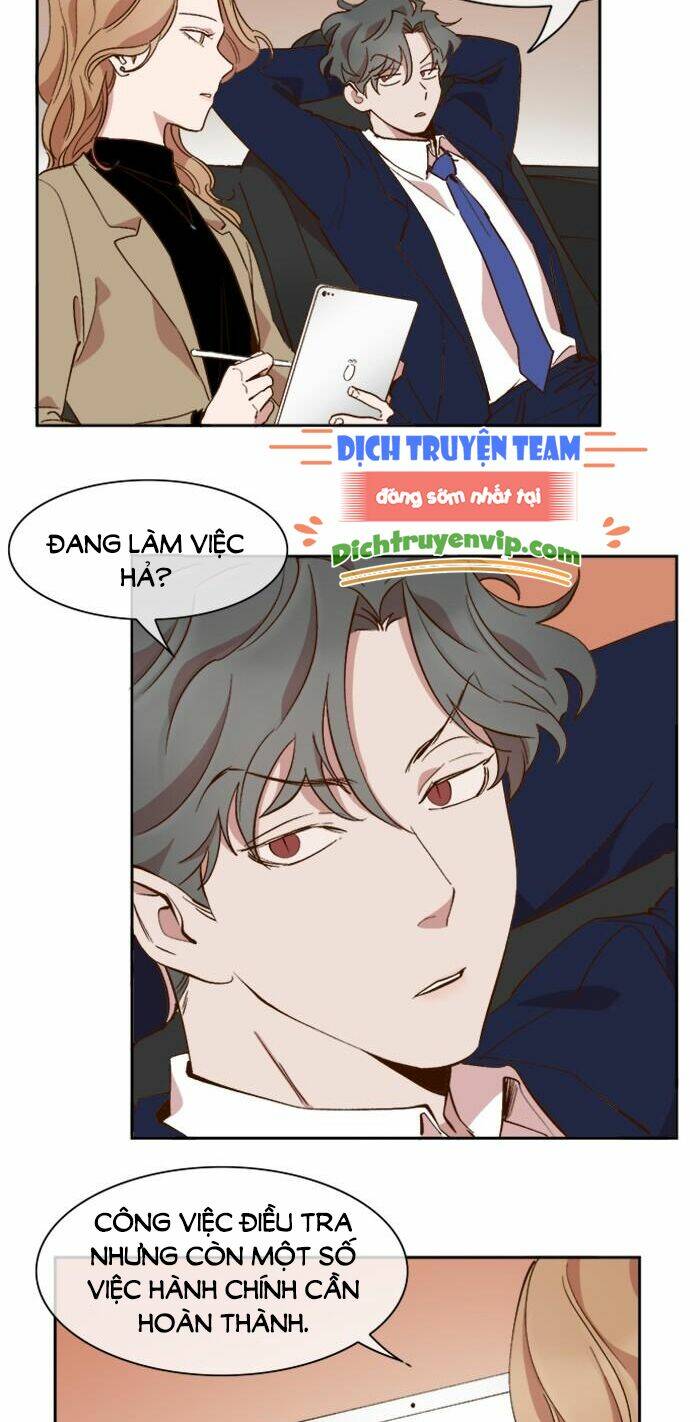 DỊCH TRUYỆN TEAM
đăng sớm nhất tại
Dichtruyenvip.com
ĐANG LÀM VIỆC
HẢ?
CÔNG VIỆC ĐIỀU TRA
NHƯNG CÒN MỘT SỐ
VIỆC HÀNH CHÍNH CẦN
HOÀN THÀNH.